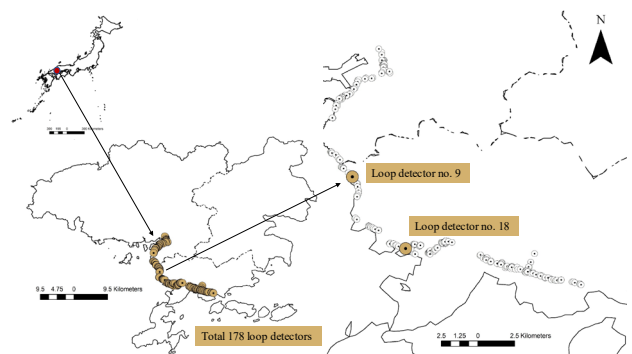 N
Loop detector no. 9
Loop detector no. 18
9.5 4.75 0 9.5 Kilometers
2.5 1.25 0 2.5 Kilometers
Total 178 loop detectors